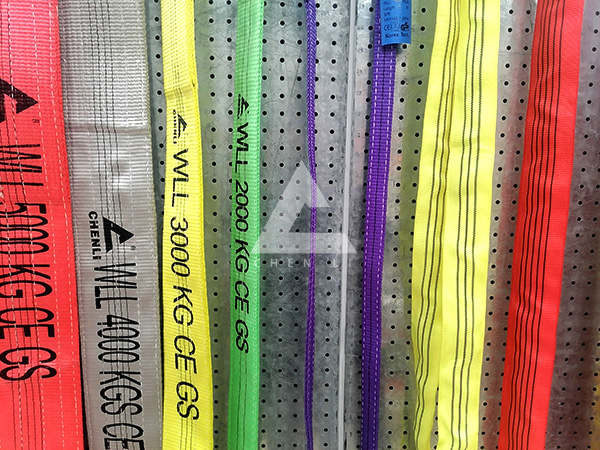 WLL 5000 KG CE GS
CHENLI
WLL 4000 KGS CE
WLL 3000 KG CE GS
WLL 2000 KG CE GS
CHENLI